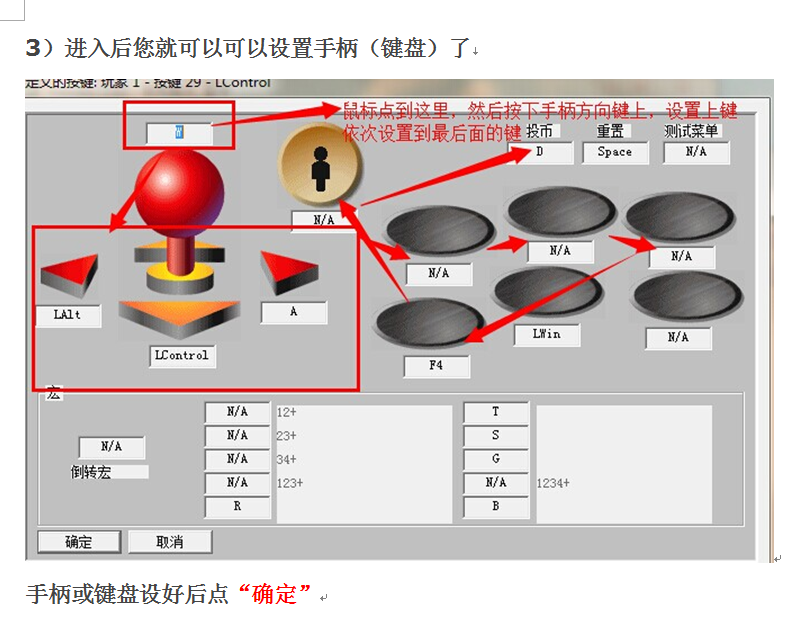 3）进入后您就可以可以设置手柄（键盘）了
定义的按键: 玩家 1 - 按键 29 - LControl
鼠标点到这里，然后按下手柄方向键上，设置上键
依次设置到最后面的键
投币
重置
测试菜单
D
Space
N/A
N/A
N/A
N/A
N/A
LAlt
A
LControl
F4
LWin
N/A
宏
N/A
倒转宏
N/A 12+
N/A 23+
N/A 34+
N/A 123+
R
T
S
G
N/A 1234+
B
确定
取消
手柄或键盘设好后点“确定”